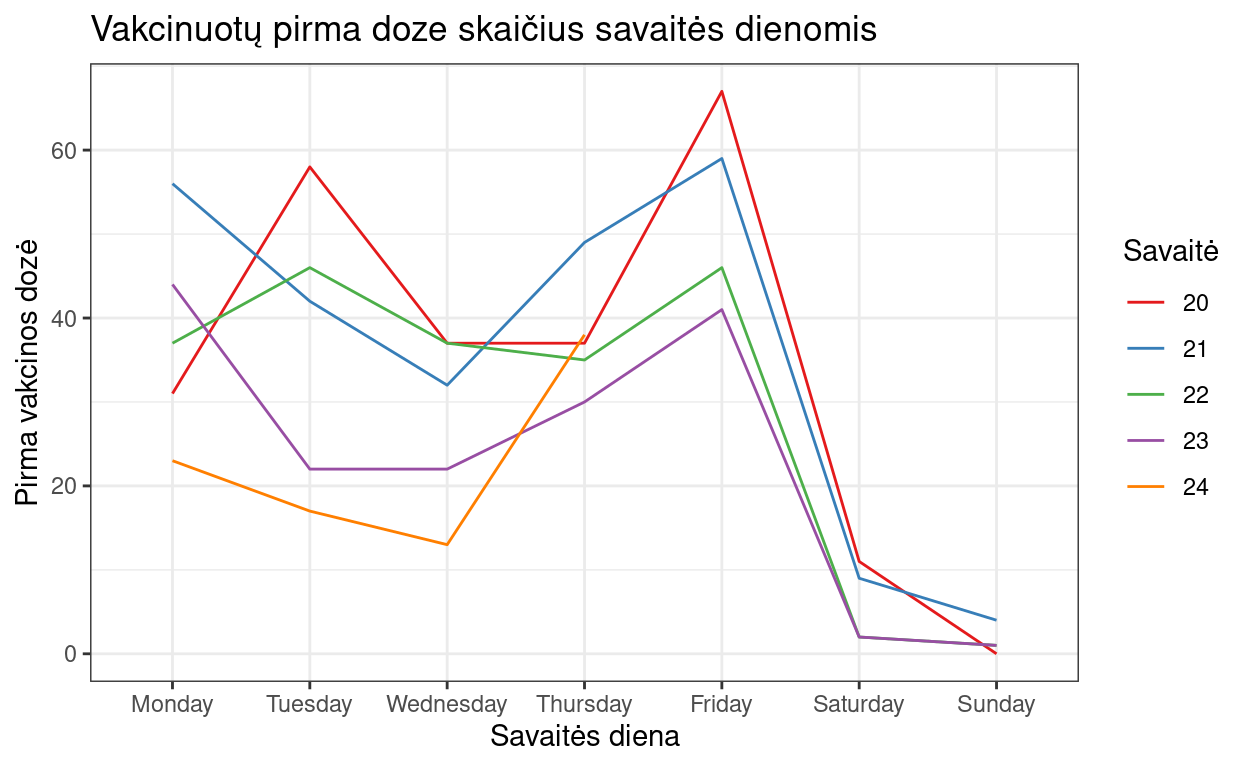 Vakcinuotų pirma doze skaičius savaitės dienomis
Pirma vakcinos dozė
60
40
20
0
Monday Tuesday Wednesday Thursday Friday Saturday Sunday
Savaitės diena
Savaitė
20
21
22
23
24